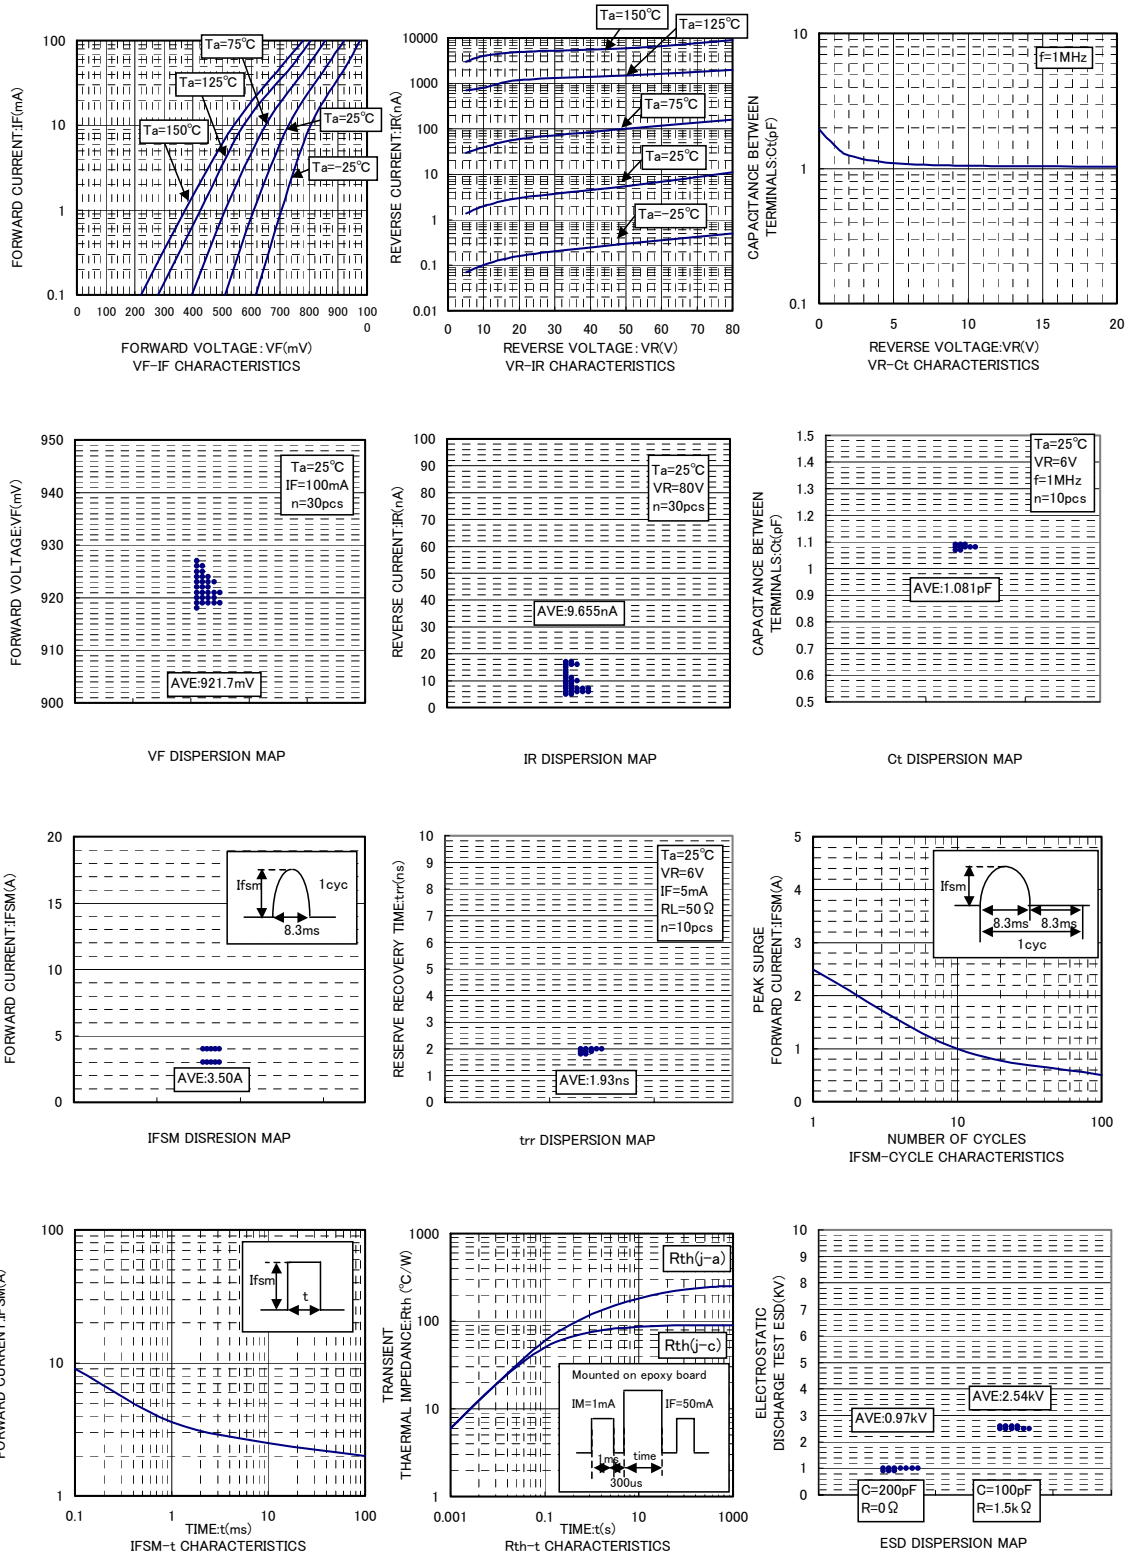 FORWARD CURRENT:IF(mA)
100
10
1
0.1
Ta=75℃
Ta=125℃
Ta=150℃
Ta=25℃
Ta=−25℃
0 100 200 300 400 500 600 700 800 900 100
0
FORWARD VOLTAGE:VF(mV)
VF-IF CHARACTERISTICS
REVERSE CURRENT:IR(nA)
10000
1000
100
10
1
0.1
0.01
Ta=150℃
Ta=125℃
Ta=75℃
Ta=25℃
Ta=−25℃
0 10 20 30 40 50 60 70 80
REVERSE VOLTAGE:VR(V)
VR-IR CHARACTERISTICS
CAPACITANCE BETWEEN
TERMINALS:Ct(pF)
10
1
0.1
f=1MHz
0 5 10 15 20
REVERSE VOLTAGE:VR(V)
VR-Ct CHARACTERISTICS
FORWARD VOLTAGE:VF(mV)
950
940
930
920
910
900
Ta=25℃
IF=100mA
n=30pcs
AVE:921.7mV
VF DISPERSION MAP
REVERSE CURRENT:IR(nA)
100
90
80
70
60
50
40
30
20
10
0
Ta=25℃
VR=80V
n=30pcs
AVE:9.655nA
IR DISPERSION MAP
CAPACITANCE BETWEEN
TERMINALS:Ct(pF)
1.5
1.4
1.3
1.2
1.1
1
0.9
0.8
0.7
0.6
0.5
Ta=25℃
VR=6V
f=1MHz
n=10pcs
AVE:1.081pF
Ct DISPERSION MAP
FORWARD CURRENT:IFSM(A)
20
15
10
5
0
Ifsm
1cyc
8.3ms
AVE:3.50A
IFSM DISRESION MAP
RESERVE RECOVERY TIME:trr(ns)
10
9
8
7
6
5
4
3
2
1
0
Ta=25℃
VR=6V
IF=5mA
RL=50Ω
n=10pcs
AVE:1.93ns
trr DISPERSION MAP
PEAK SURGE
FORWARD CURRENT:IFSM(A)
5
4
3
2
1
0
Ifsm
8.3ms 8.3ms
1cyc
1 10 100
NUMBER OF CYCLES
IFSM-CYCLE CHARACTERISTICS
FORWARD CURRENT:IFSM(A)
100
10
1
Ifsm
t
0.1 1 10 100
TIME:t(ms)
IFSM-t CHARACTERISTICS
TRANSIENT
THAERMAL IMPEDANCE:Rth (℃/W)
1000
100
10
1
Rth(j-a)
Rth(j-c)
Mounted on epoxy board
IM=1mA IF=50mA
1ms time
300us
0.001 0.1 10 1000
TIME:t(s)
Rth-t CHARACTERISTICS
ELECTROSTATIC
DISCHARGE TEST ESD(KV)
10
9
8
7
6
5
4
3
2
1
0
AVE:2.54kV
AVE:0.97kV
C=200pF
R=0Ω
C=100pF
R=1.5kΩ
ESD DISPERSION MAP